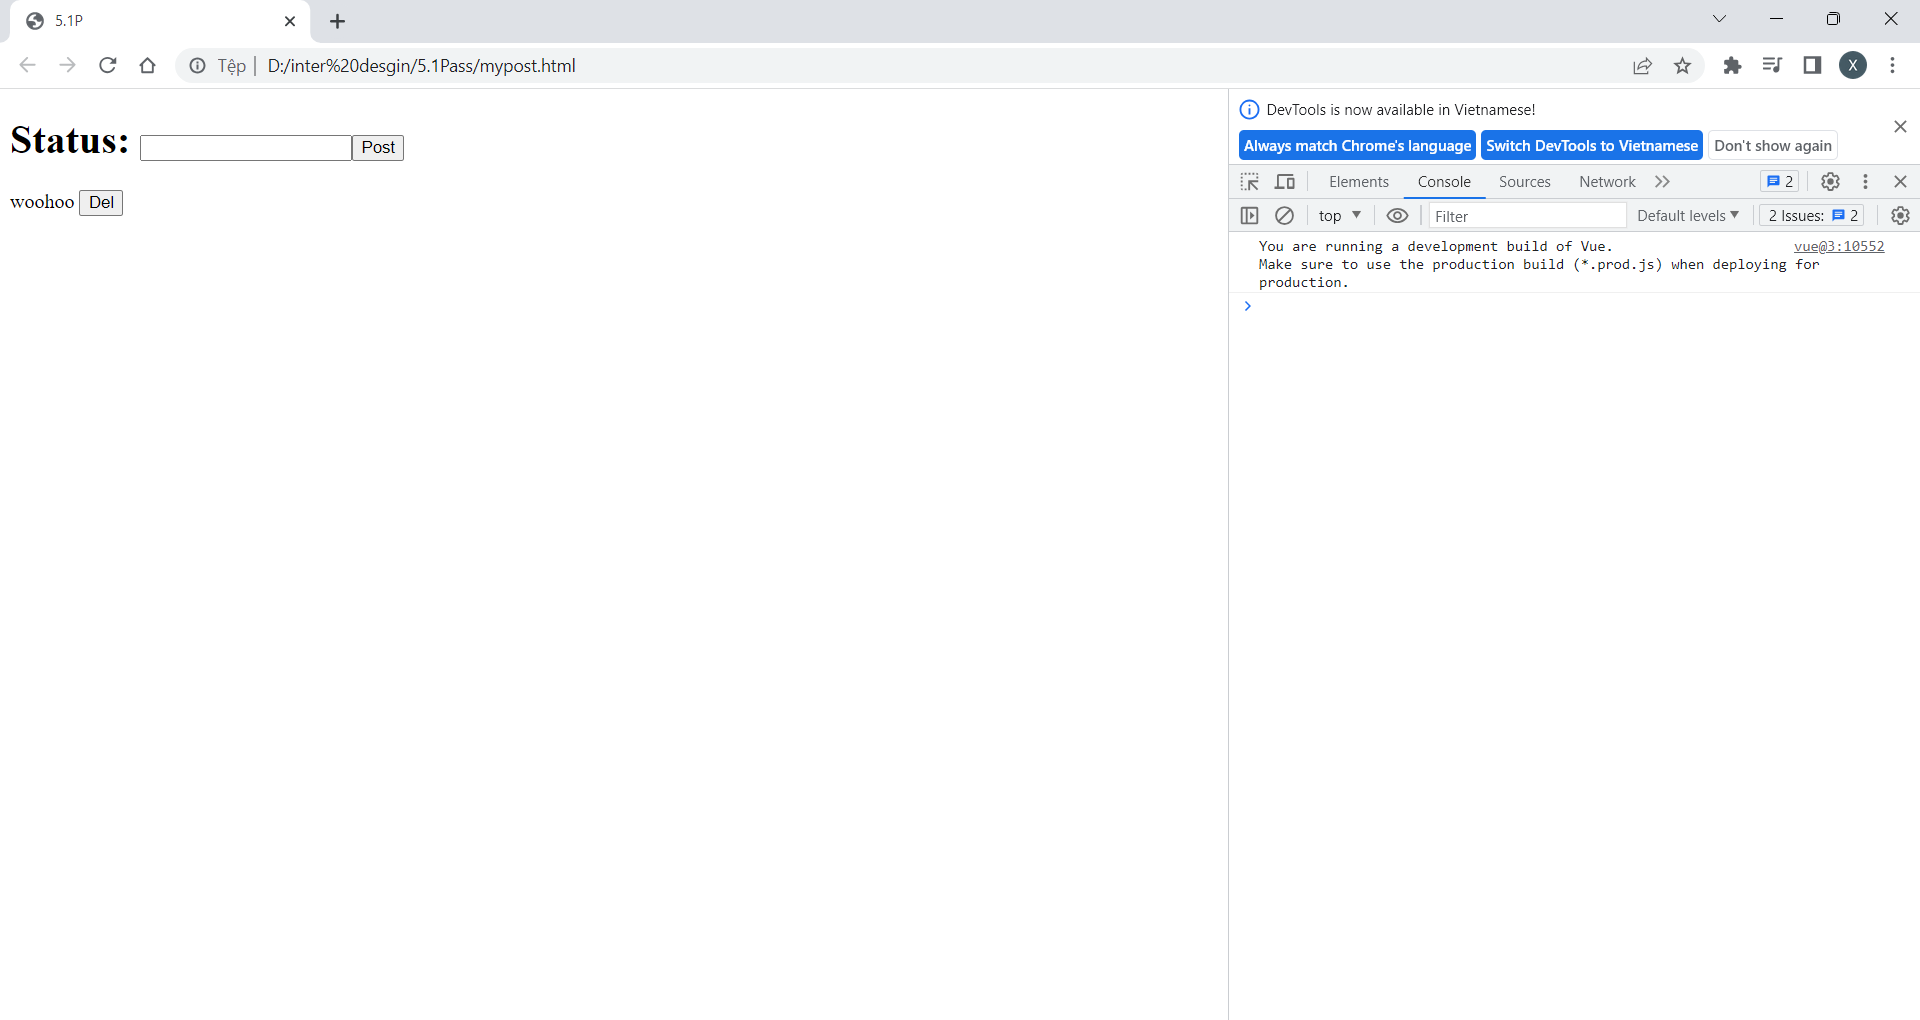 5.1P
Tệp | D:/inter%20desgin/5.1Pass/mypost.html
X
Status: Post
woohoo Del
DevTools is now available in Vietnamese!
Always match Chrome's language Switch DevTools to Vietnamese Don't show again
Elements Console Sources Network 2
top Filter Default levels 2 Issues: 2
You are running a development build of Vue. vue@3:10552
Make sure to use the production build (*.prod.js) when deploying for
production.